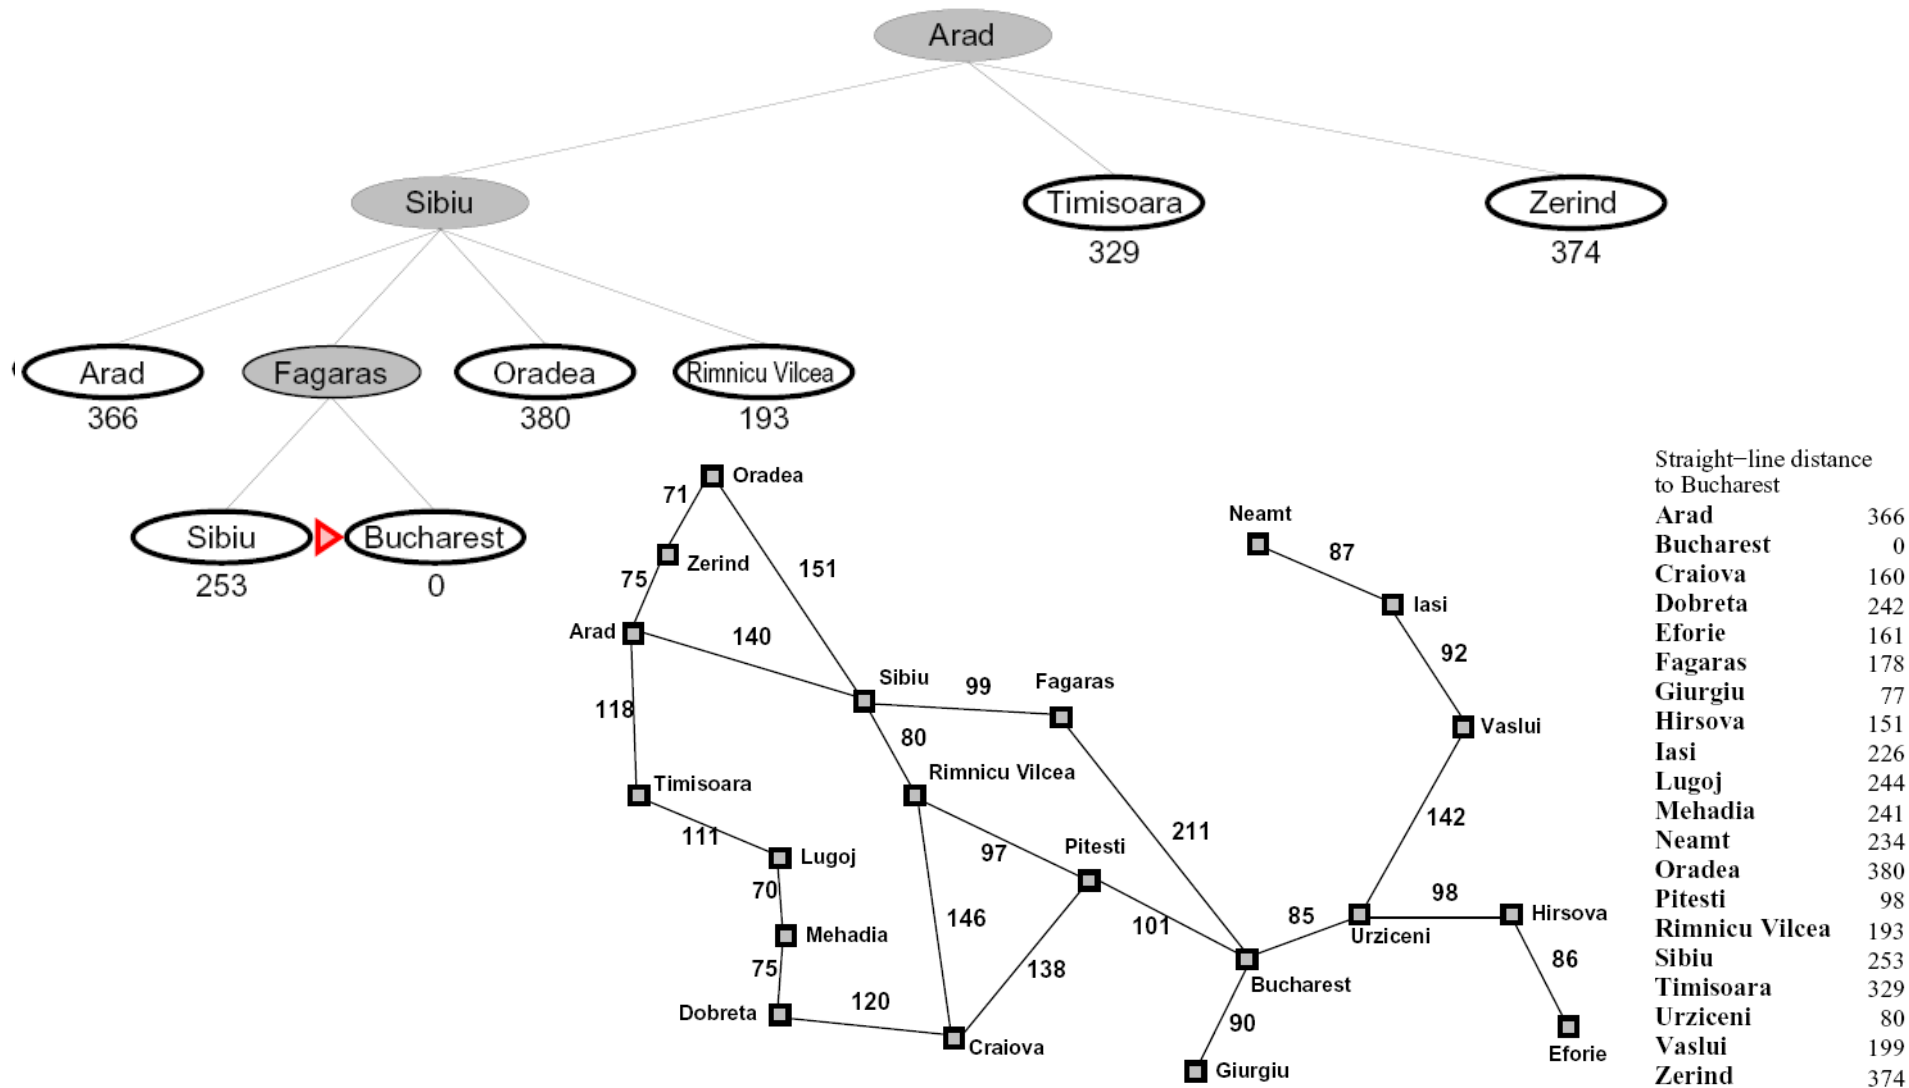 Arad
Sibiu
Timisoara
Zerind
329
374
Arad
Fagaras
Oradea
Rimnicu Vilcea
366
380
193
Sibiu
Bucharest
253
0
Oradea
71
Zerind
151
75
Arad
140
118
Sibiu
99
Fagaras
80
Rimnicu Vilcea
Timisoara
111
Lugoj
70
97
Pitesti
211
146
Mehadia
101
75
138
Dobreta
120
Craiova
Bucharest
90
Giurgiu
Neamt
87
Iasi
92
Vaslui
142
85
98
Hirsova
Urziceni
86
Eforie
Straight−line distance
to Bucharest
Arad 366
Bucharest 0
Craiova 160
Dobreta 242
Eforie 161
Fagaras 178
Giurgiu 77
Hirsova 151
Iasi 226
Lugoj 244
Mehadia 241
Neamt 234
Oradea 380
Pitesti 98
Rimnicu Vilcea 193
Sibiu 253
Timisoara 329
Urziceni 80
Vaslui 199
Zerind 374